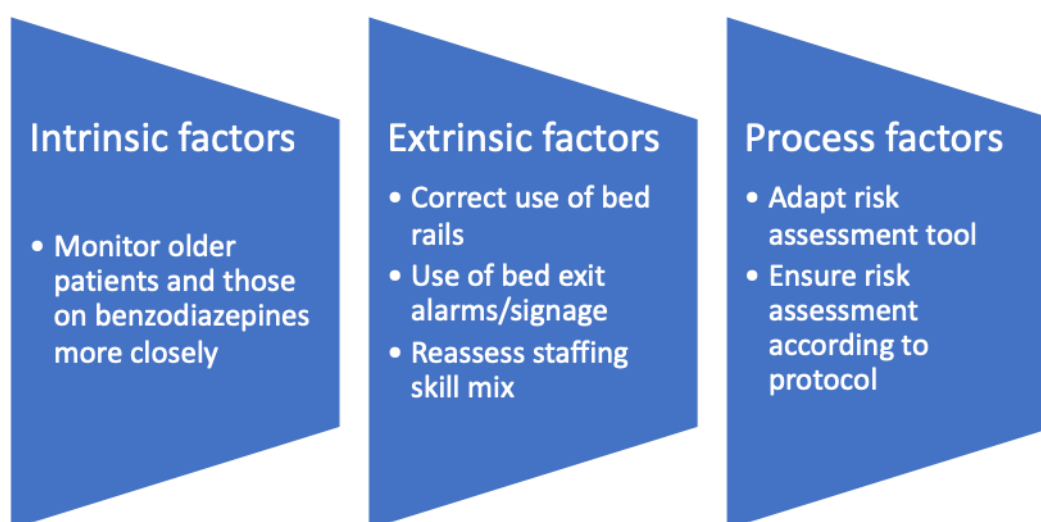 Intrinsic factors
• Monitor older
patients and those
on benzodiazepines
more closely
Extrinsic factors
• Correct use of bed
rails
• Use of bed exit
alarms/signage
• Reassess staffing
skill mix
Process factors
• Adapt risk
assessment tool
• Ensure risk
assessment
according to
protocol